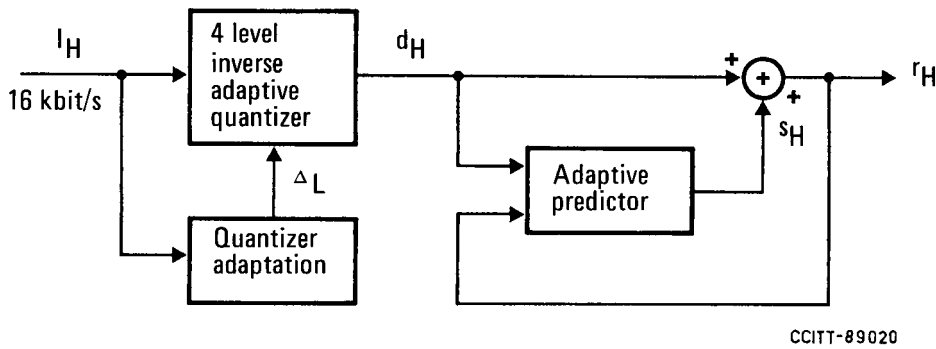 I_H
16 kbit/s
4 level
inverse
adaptive
quantizer
d_H
+
+
+
r_H
s_H
Δ_L
Adaptive
predictor
Quantizer
adaptation
CCITT-89020